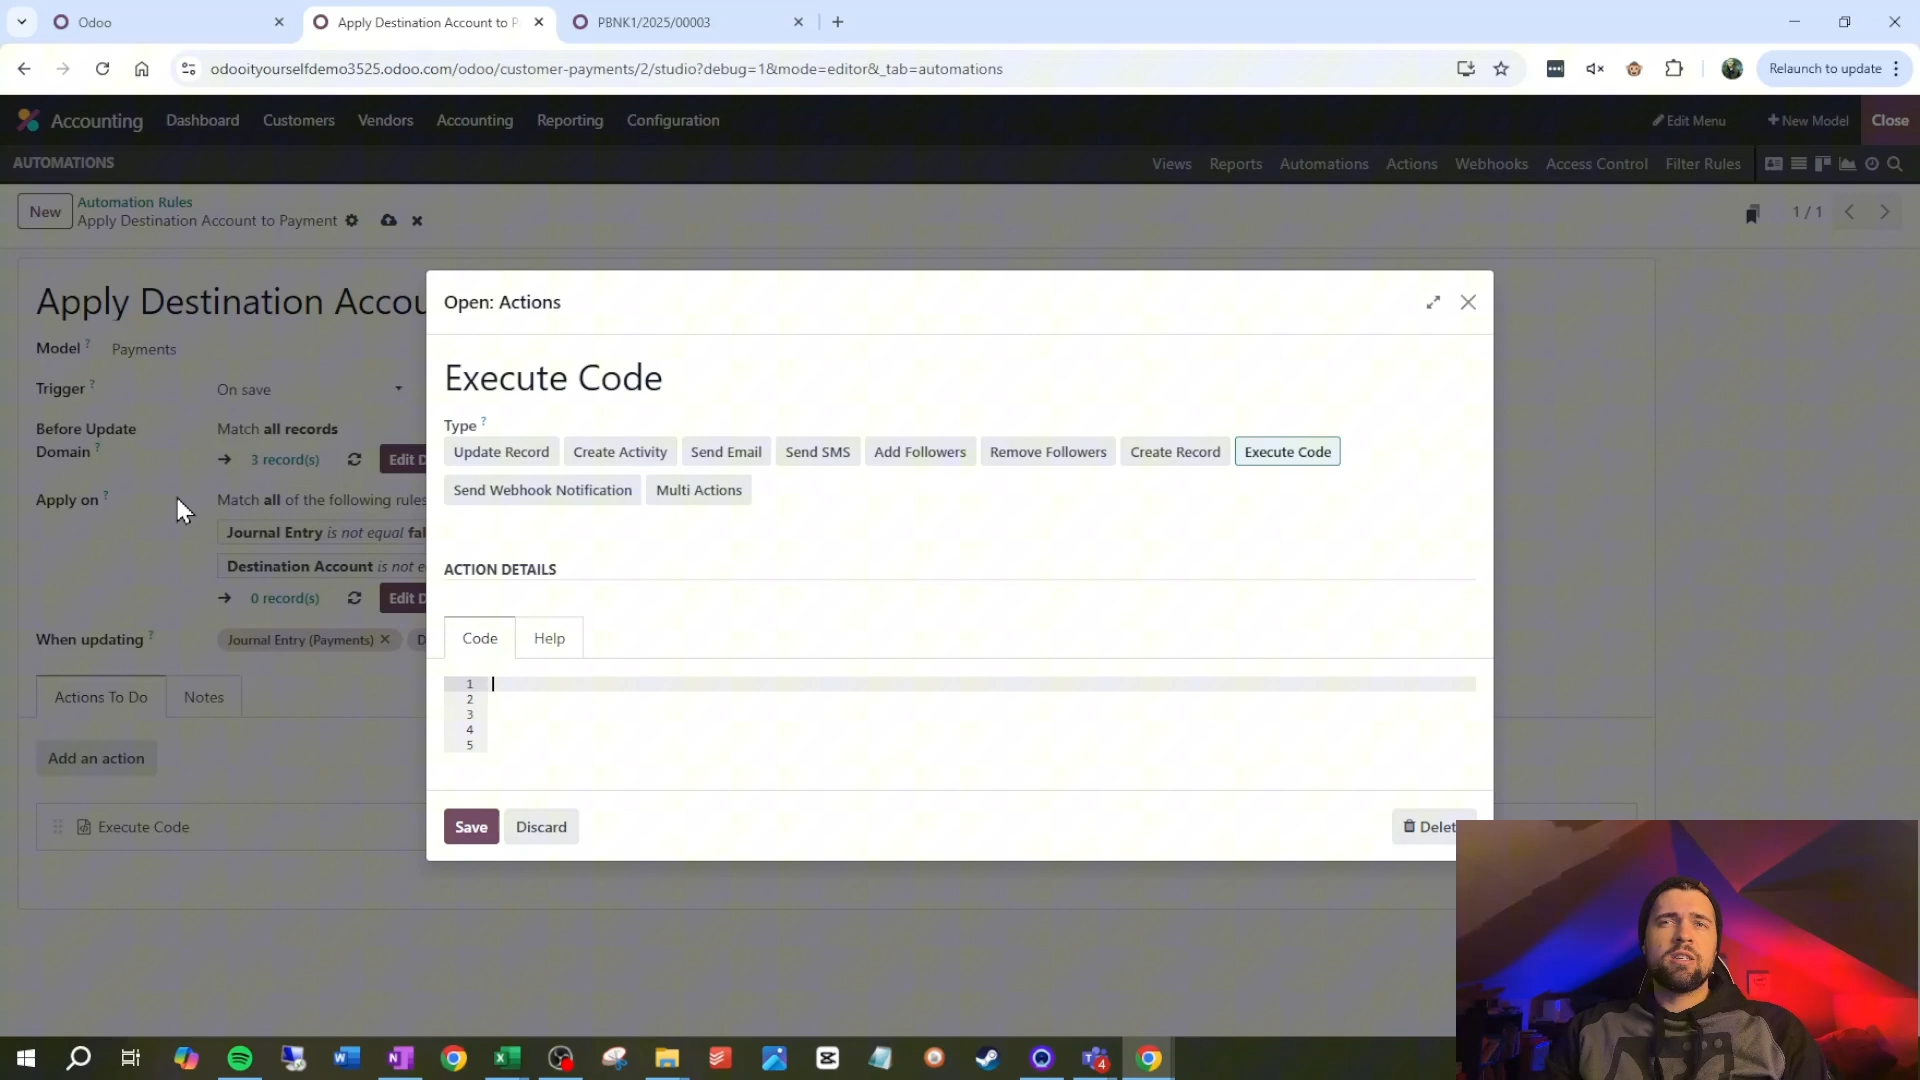 Odoo
Apply Destination Account to P
PBNK1/2025/00003
odooityourselfdemo3525.odoo.com/odoo/customer-payments/2/studio?debug=1&mode=editor&_tab=automations
Relaunch to update
Accounting Dashboard Customers Vendors Accounting Reporting Configuration
Edit Menu New Model Close
AUTOMATIONS
Views Reports Automations Actions Webhooks Access Control Filter Rules
New
Automation Rules
Apply Destination Account to Payment
1 / 1
Apply Destination Accou
Model ? Payments
Trigger ? On save
Before Update Domain ? Match all records
3 record(s) Edit D
Apply on ? Match all of the following rules
Journal Entry is not equal fal
Destination Account is not e
0 record(s) Edit D
When updating ? Journal Entry (Payments) D
Actions To Do Notes
Add an action
Execute Code
Open: Actions
Execute Code
Type ?
Update Record Create Activity Send Email Send SMS Add Followers Remove Followers Create Record Execute Code
Send Webhook Notification Multi Actions
ACTION DETAILS
Code Help
1
2
3
4
5
Save Discard
Delet
4